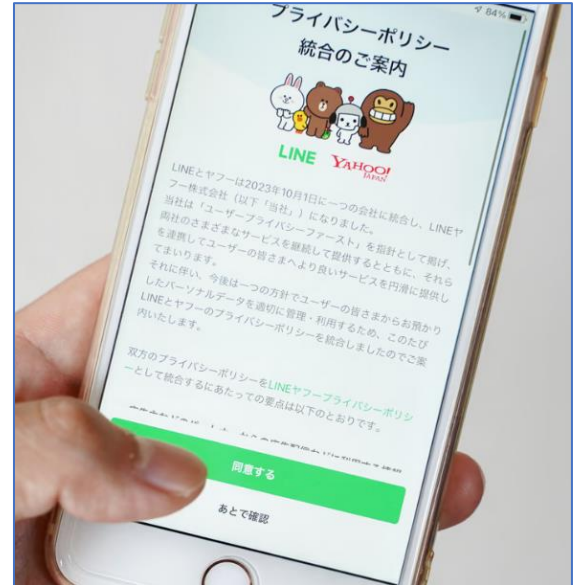 84%
プライバシーポリシー
統合のご案内
LINE YAHOO!
JAPAN
LINEとヤフーは2023年10月1日に一つの会社に統合し、LINEヤ
フー株式会社（以下「当社」）になりました。
当社は「ユーザープライバシーファースト」を指針として掲げ、
両社のさまざまなサービスを継続して提供するとともに、それら
を連携してユーザーの皆さまへより良いサービスを円滑に提供し
てまいります。
それに伴い、今後は一つの方針でユーザーの皆さまからお預かり
したパーソナルデータを適切に管理・利用するため、このたび
LINEとヤフーのプライバシーポリシーを統合しましたのでご案
内いたします。
双方のプライバシーポリシーをLINEヤフープライバシーポリシ
ーとして統合するにあたっての要点は以下のとおりです。
同意する
あとで確認